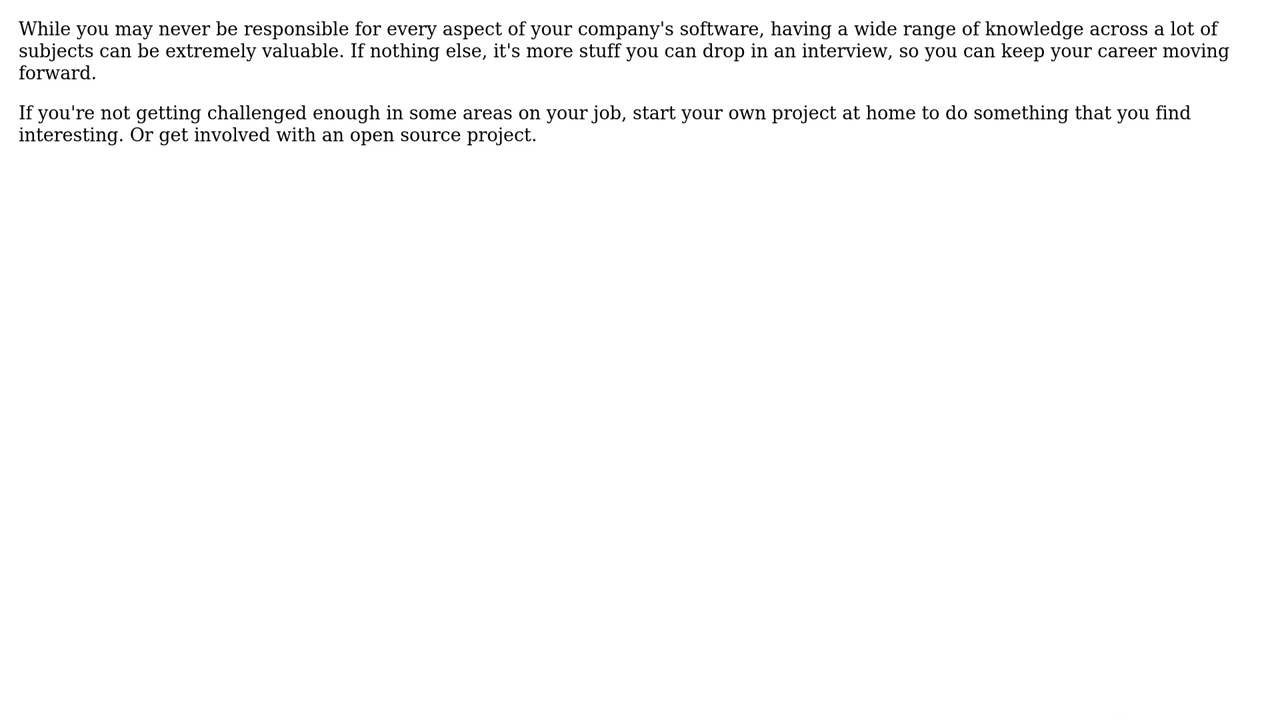 While you may never be responsible for every aspect of your company's software, having a wide range of knowledge across a lot of
subjects can be extremely valuable. If nothing else, it's more stuff you can drop in an interview, so you can keep your career moving
forward.
If you're not getting challenged enough in some areas on your job, start your own project at home to do something that you find
interesting. Or get involved with an open source project.